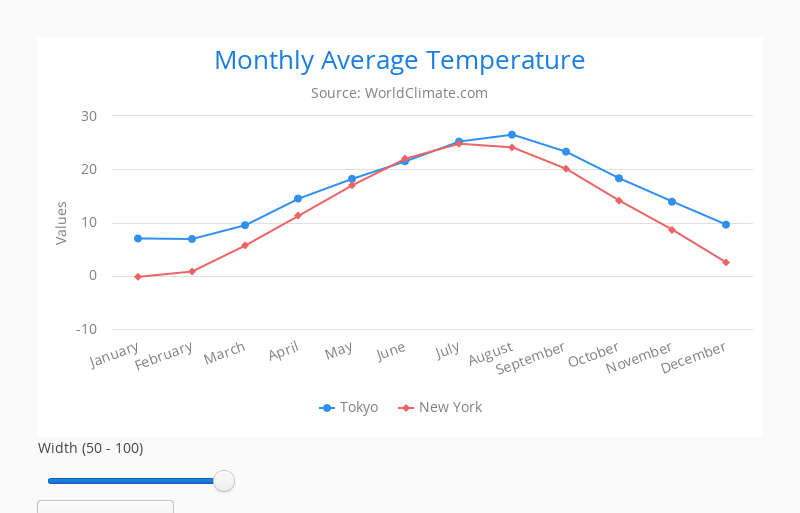 Monthly Average Temperature
Source: WorldClimate.com
30
20
10
0
-10
Values
January
February
March
April
May
June
July
August
September
October
November
December
Tokyo
New York
Width (50 - 100)